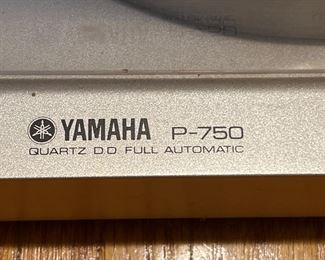 YAMAHA P-750
QUARTZ D.D FULL AUTOMATIC